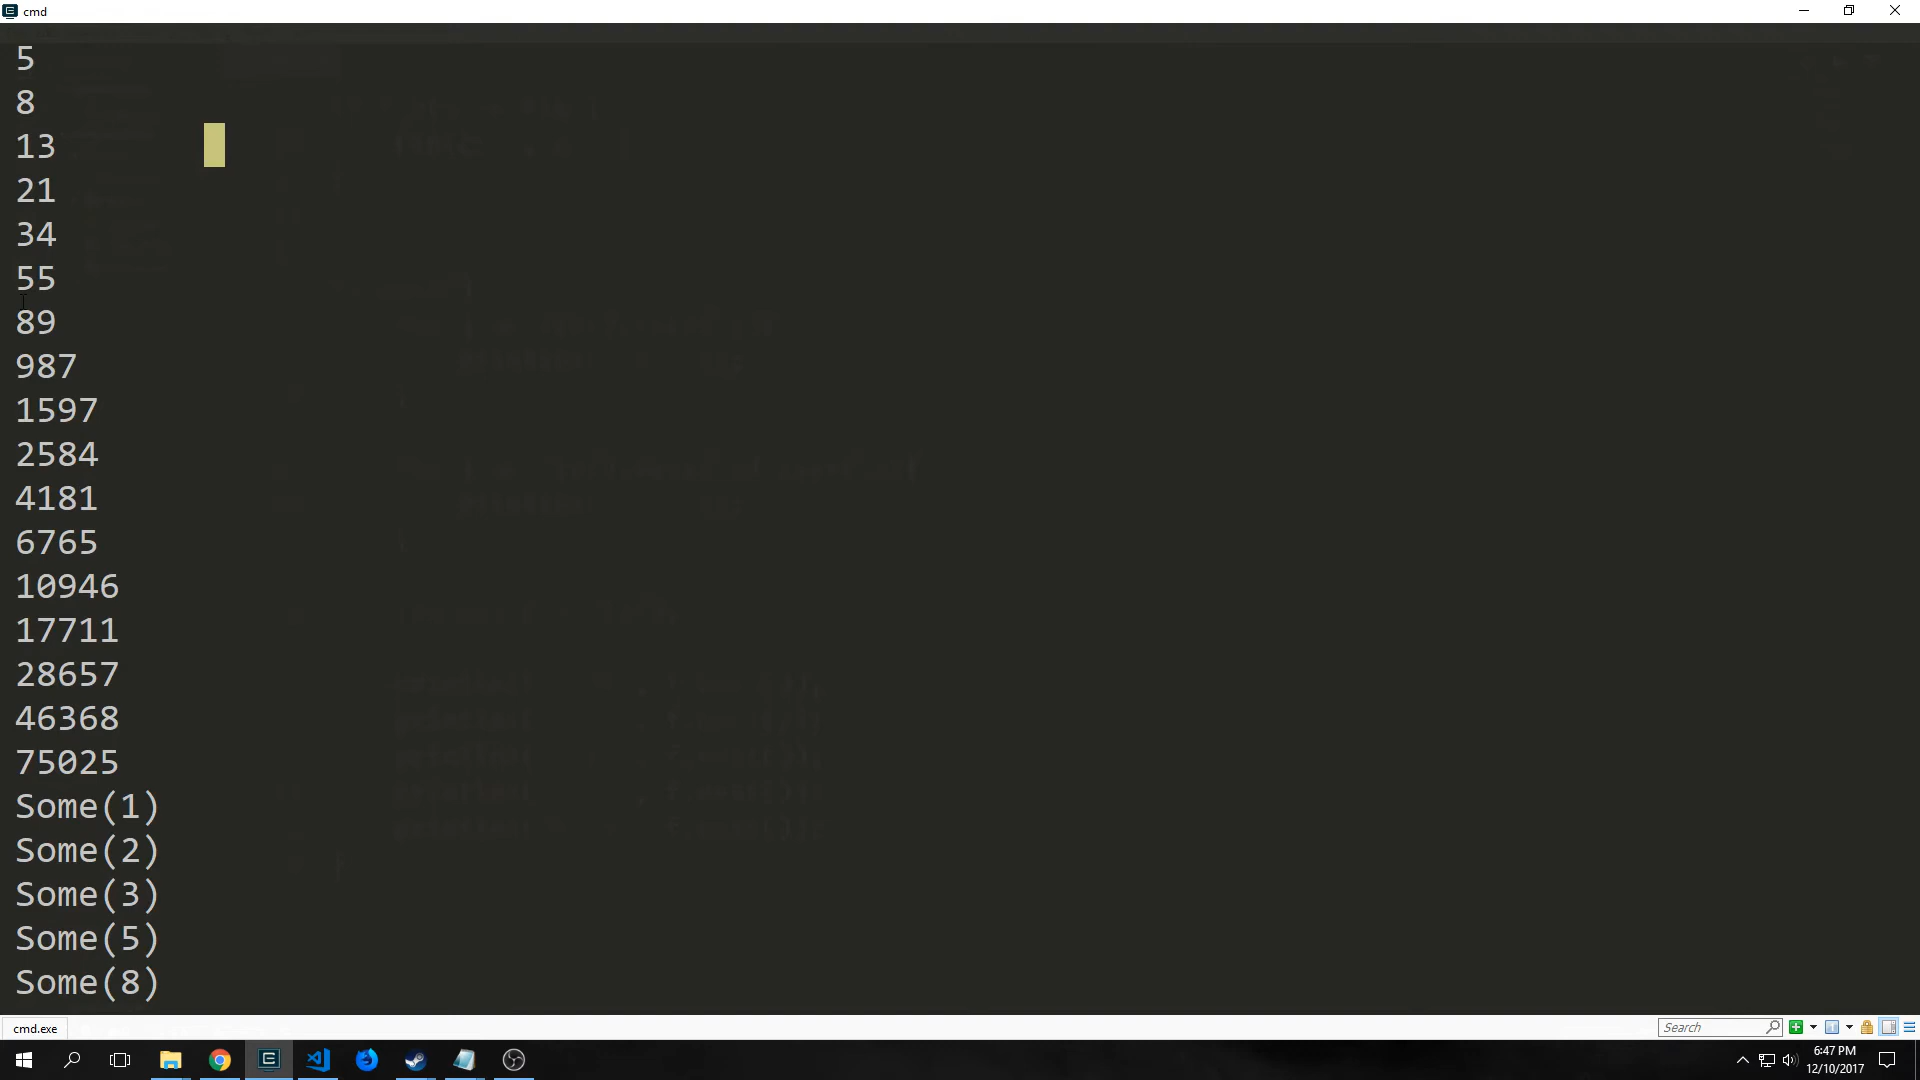 cmd
5
8
13
21
34
55
89
987
1597
2584
4181
6765
10946
17711
28657
46368
75025
Some(1)
Some(2)
Some(3)
Some(5)
Some(8)
cmd.exe
Search
6:47 PM
12/10/2017